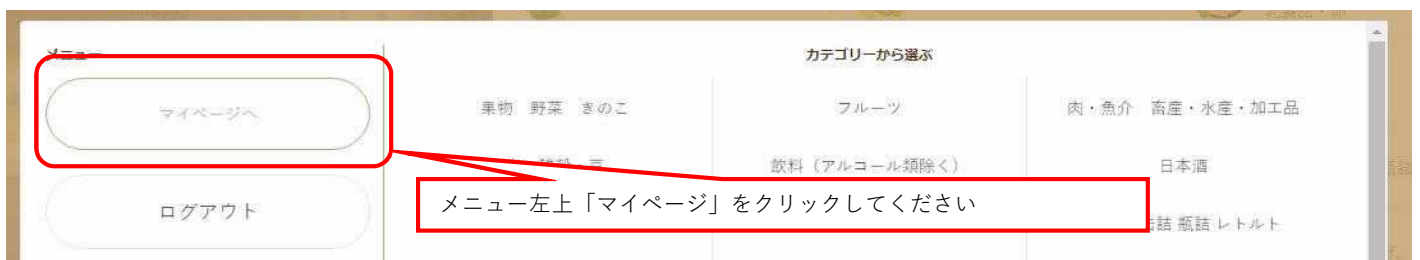 メニュー
カテゴリーから選ぶ
マイページへ
果物 野菜 きのこ
フルーツ
肉・魚介 畜産・水産・加工品
飲料（アルコール類除く）
日本酒
メニュー左上「マイページ」をクリックしてください
ログアウト
瓶詰 レトルト